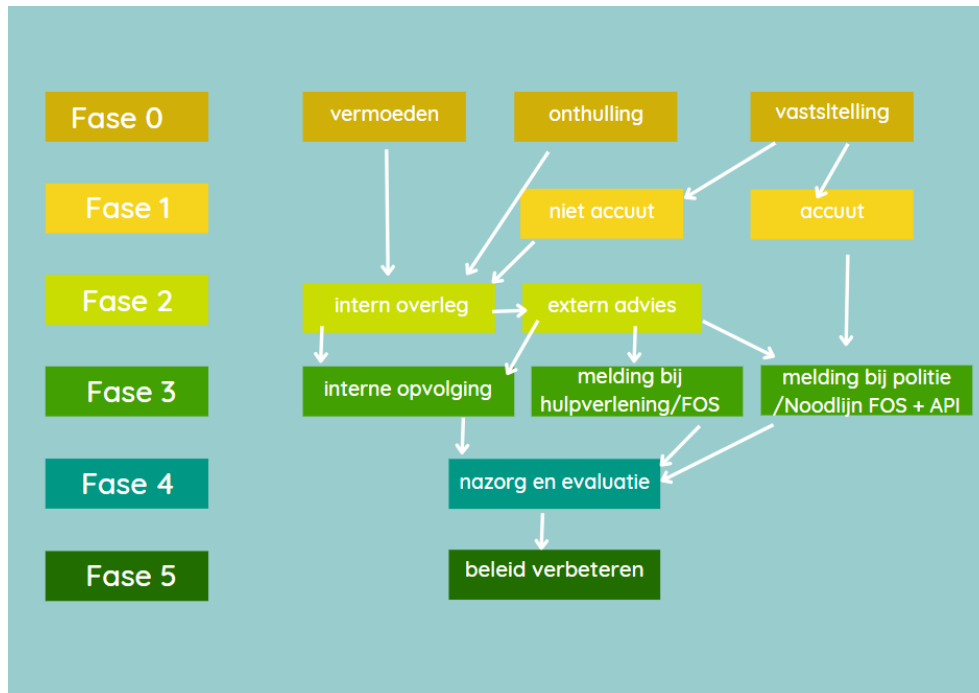 Fase 0
vermoeden
onthulling
vastsltelling
Fase 1
niet accuut
accuut
Fase 2
intern overleg
extern advies
Fase 3
interne opvolging
melding bij
hulpverlening/FOS
melding bij politie
/Noodlijn FOS + API
Fase 4
nazorg en evaluatie
Fase 5
beleid verbeteren